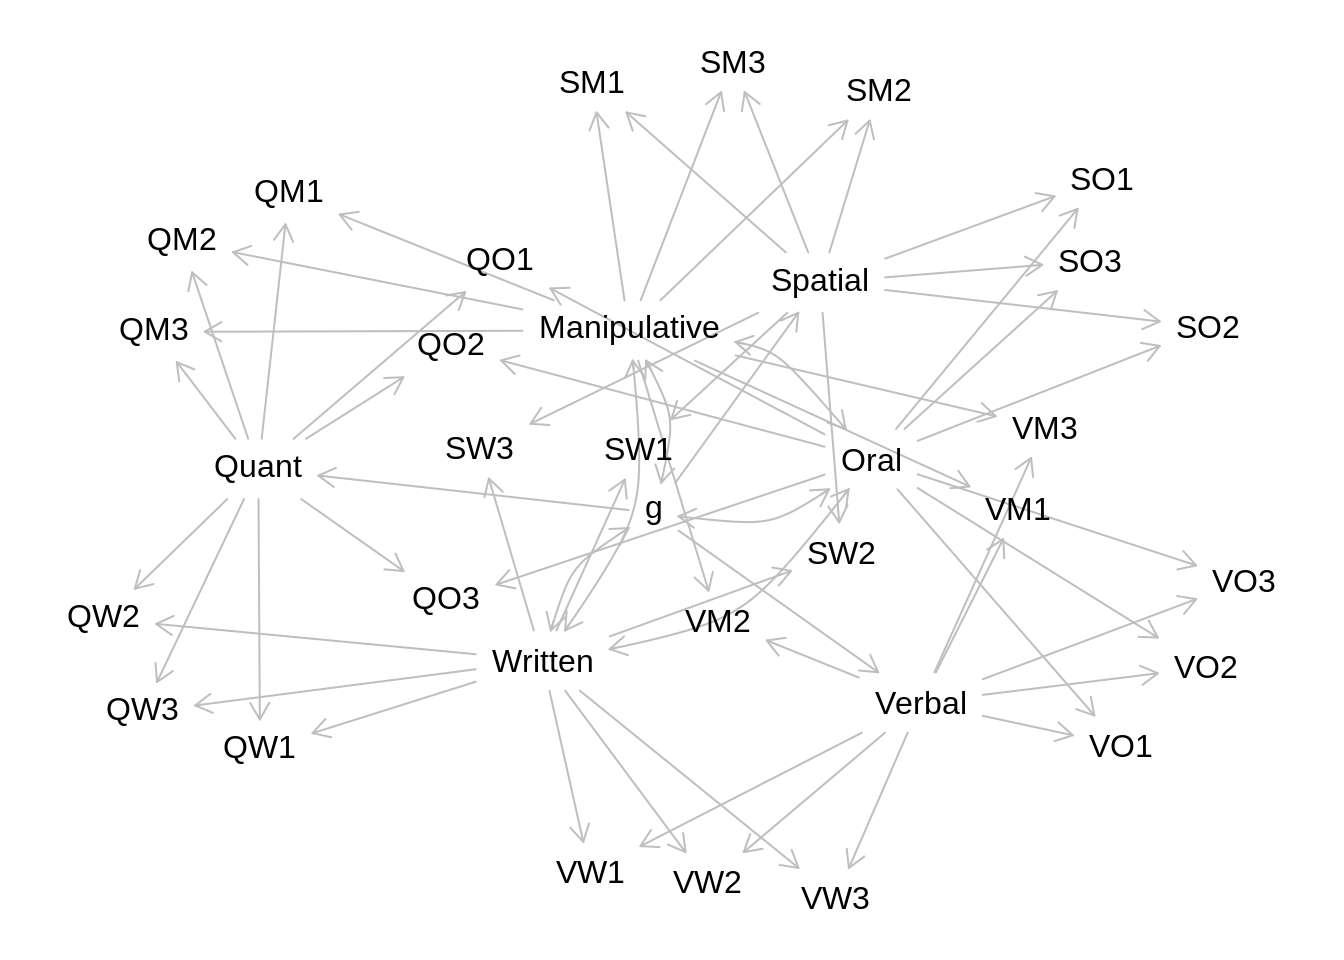 SM3
SM1
SM2
SO1
QM1
QM2
QO1
SO3
Spatial
QM3
Manipulative
SO2
QO2
VM3
SW3
SW1
Oral
Quant
g
VM1
SW2
VO3
QO3
QW2
VM2
Written
VO2
Verbal
QW3
QW1
VO1
VW1
VW2
VW3